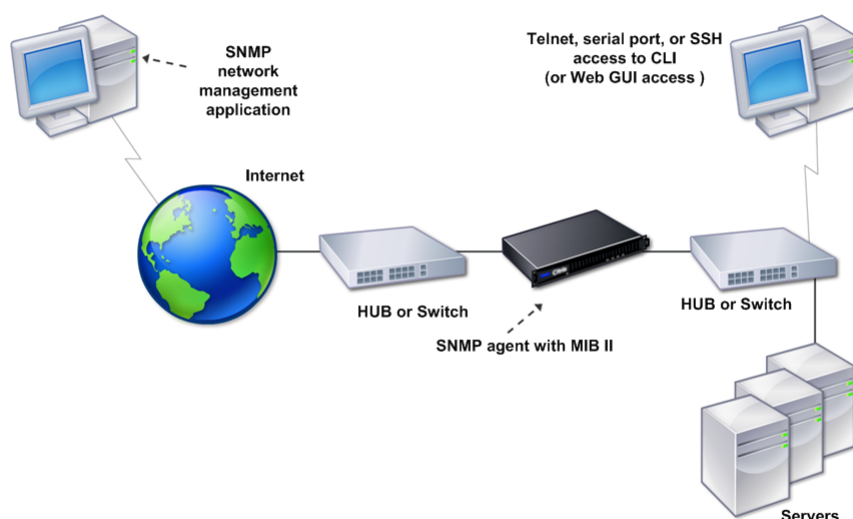 SNMP
network
management
application
Telnet, serial port, or SSH
access to CLI
(or Web GUI access )
Internet
HUB or Switch
HUB or Switch
SNMP agent with MIB II
Servers